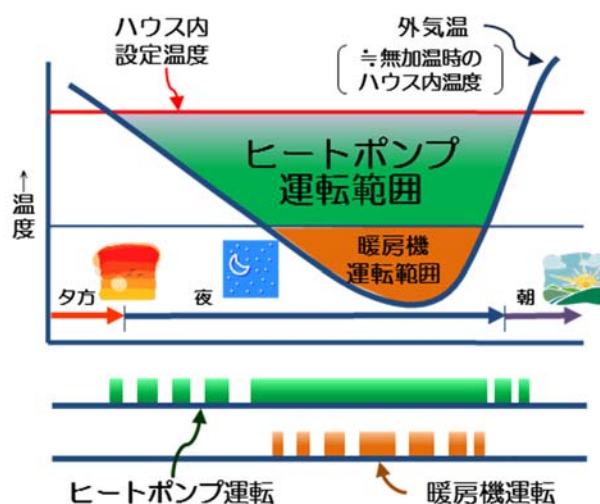 ハウス内
設定温度
外気温
≒無加温時の
ハウス内温度
ヒートポンプ
運転範囲
←温度
暖房機
運転範囲
夕方
夜
朝
ヒートポンプ運転
暖房機運転